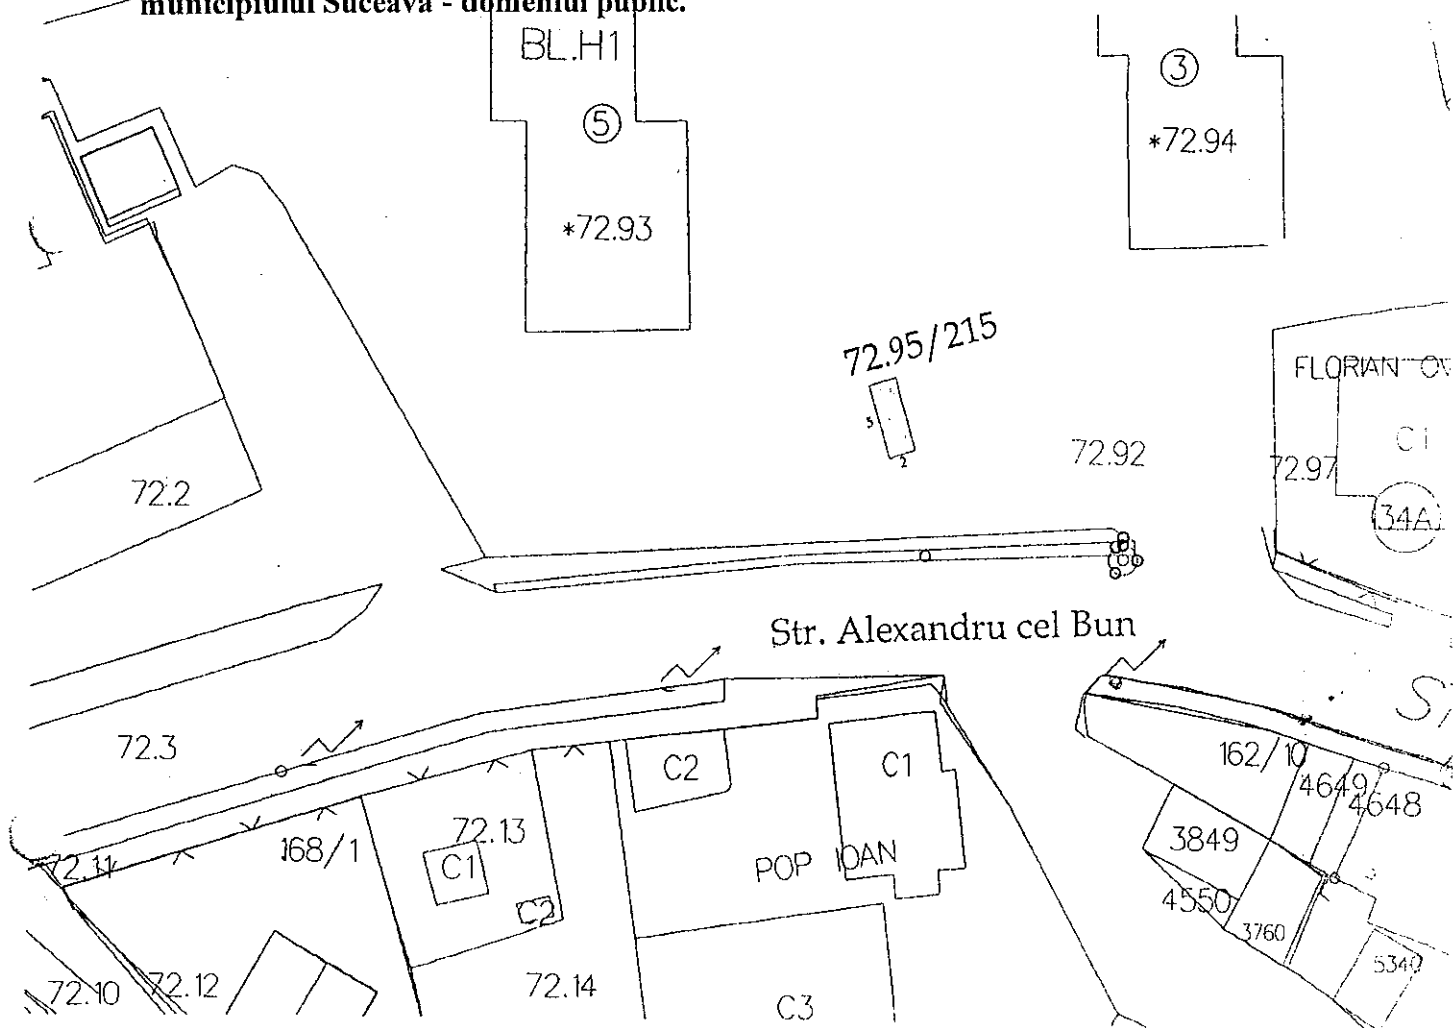 municipiului Suceava - domeniul public.
BL.H1
5
*72.93
3
*72.94
72.95/215
5
2
72.92
FLORIAN
C1
72.97
34A
72.2
Str. Alexandru cel Bun
72.3
72.11
168/1
72.13
C1
C2
C2
C1
POP IOAN
162/10
4649
4648
3849
4550
3760
5340
72.10
72.12
72.14
C3